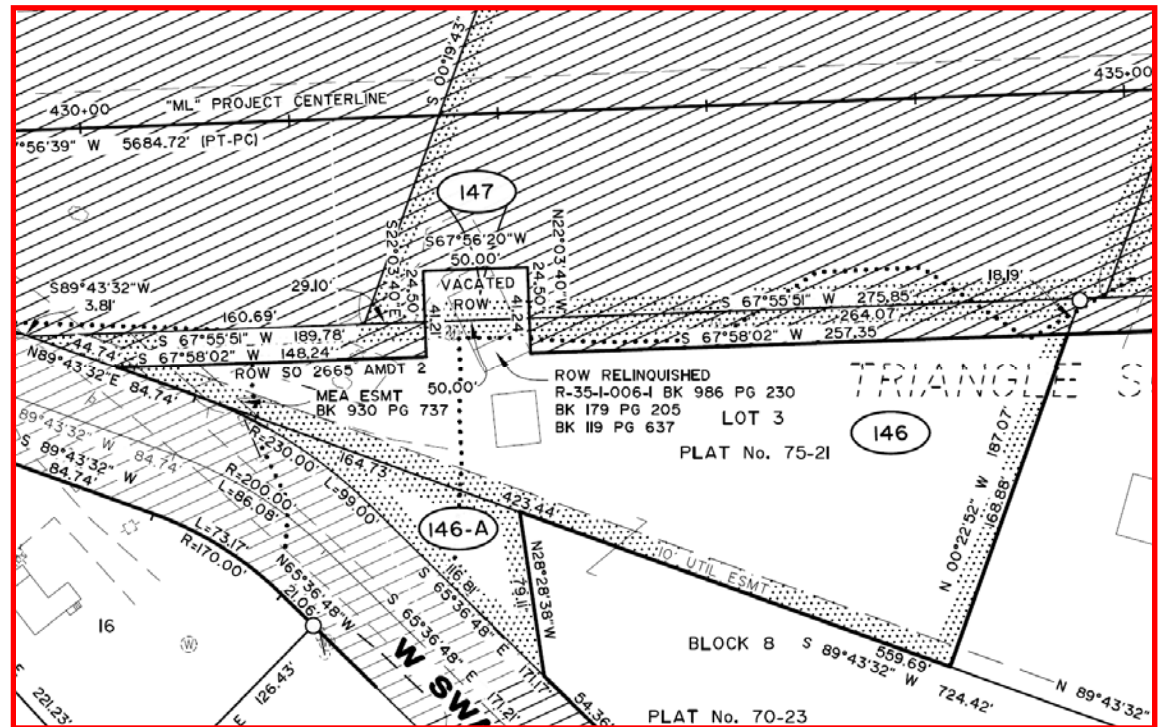 S 00°19'43"
435+00
430+00
"ML" PROJECT CENTERLINE
°56'39" W 5684.72' (PT-PC)
147
S67°56'20"W
50.00'
S22°03'40"E
24.50'
N22°03'40"W
24.50'
VACATED
ROW
41.21'
41.24'
S89°43'32"W
3.81'
29.10'
18.19'
160.69'
S 67°55'51" W 189.78'
S 67°58'02" W 148.24'
S 67°55'51" W 275.85'
264.07'
S 67°58'02" W 257.35'
44.74'
N89°43'32"E 84.74'
ROW SO 2665 AMDT 2
50.00'
MEA ESMT
BK 930 PG 737
ROW RELINQUISHED
R-35-1-006-1 BK 986 PG 230
BK 179 PG 205
BK 119 PG 637
TRIANGLE S
LOT 3
146
PLAT No. 75-21
89°43'32" W 84.74'
S 89°43'32" W
84.74'
R=230.00'
L=99.00'
R=200.00'
L=86.08'
L=73.17'
R=170.00'
164.73'
423.44'
N 00°22'52" W 187.07'
168.88'
146-A
116.81'
N28°28'38"W
79.11'
10' UTIL ESMT
N65°36'48"W
21.06'
S 65°36'48" E 171.17'
S 65°36'48" E 171.21'
54.36'
W SWA
16
W
126.43'
E
221.23'
E
BLOCK 8
S 89°43'32" W 724.42'
559.69'
N 89°43'32"
PLAT No. 70-23